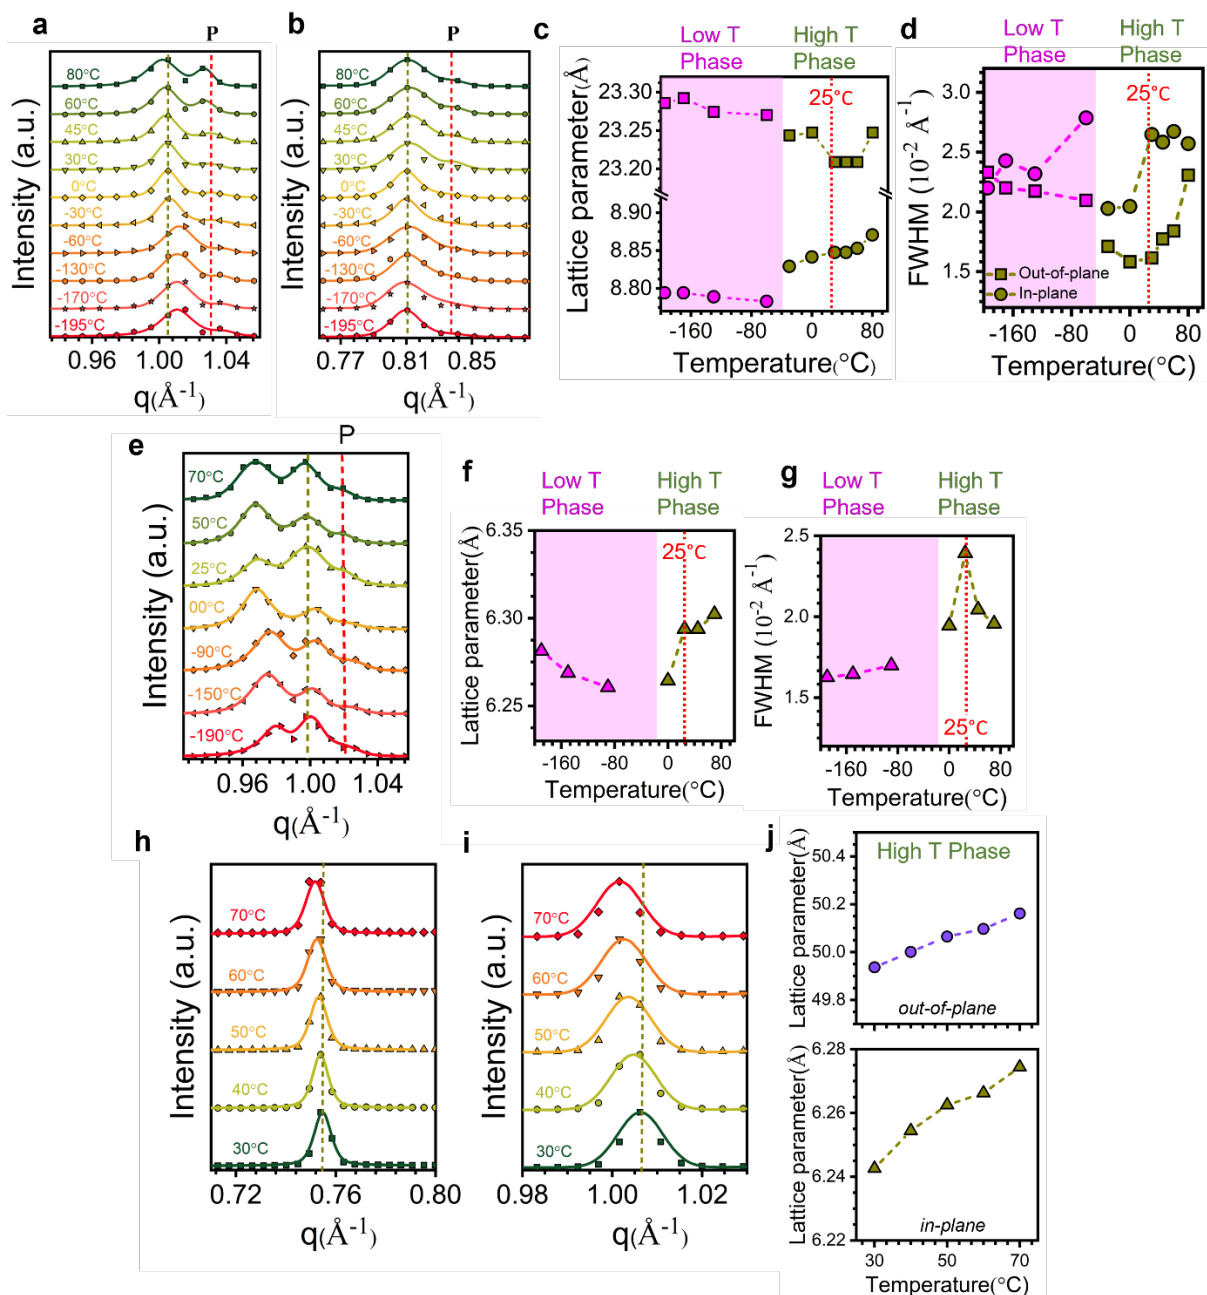 a
P
80°C
60°C
45°C
30°C
0°C
-30°C
-60°C
-130°C
-170°C
-195°C
Intensity (a.u.)
0.96 1.00 1.04
q(Å⁻¹)
b
P
80°C
60°C
45°C
30°C
0°C
-30°C
-60°C
-130°C
-170°C
-195°C
Intensity (a.u.)
0.77 0.81 0.85
q(Å⁻¹)
c
Low T
Phase
High T
Phase
25°C
Lattice parameter(Å)
23.30
23.25
23.20
8.90
8.85
8.80
-160 -80 0 80
Temperature(°C)
d
Low T
Phase
High T
Phase
25°C
FWHM (10⁻² Å⁻¹)
3.0
2.5
2.0
1.5
Out-of-plane
In-plane
-160 -80 0 80
Temperature(°C)
e
P
70°C
50°C
25°C
00°C
-90°C
-150°C
-190°C
Intensity (a.u.)
0.96 1.00 1.04
q(Å⁻¹)
f
Low T
Phase
High T
Phase
25°C
Lattice parameter(Å)
6.35
6.30
6.25
-160 -80 0 80
Temperature(°C)
g
Low T
Phase
High T
Phase
25°C
FWHM (10⁻² Å⁻¹)
2.5
2.0
1.5
-160 -80 0 80
Temperature(°C)
h
70°C
60°C
50°C
40°C
30°C
Intensity (a.u.)
0.72 0.76 0.80
q(Å⁻¹)
i
70°C
60°C
50°C
40°C
30°C
Intensity (a.u.)
0.98 1.00 1.02
q(Å⁻¹)
j
High T Phase
Lattice parameter(Å)
50.4
50.2
50.0
49.8
out-of-plane
Lattice parameter(Å)
6.28
6.26
6.24
6.22
in-plane
30 50 70
Temperature(°C)